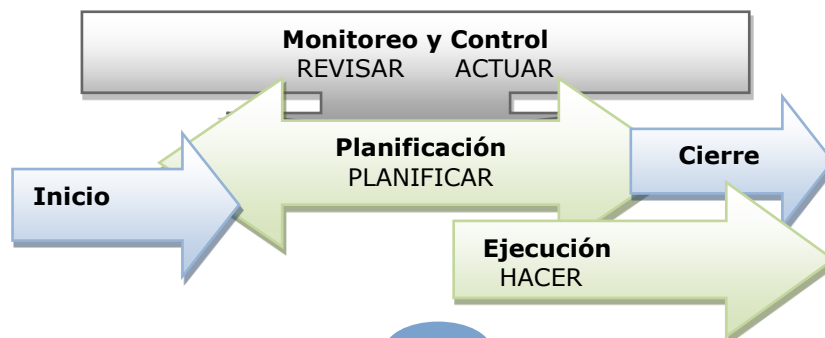 Monitoreo y Control
REVISAR ACTUAR
Planificación
PLANIFICAR
Cierre
Inicio
Ejecución
HACER